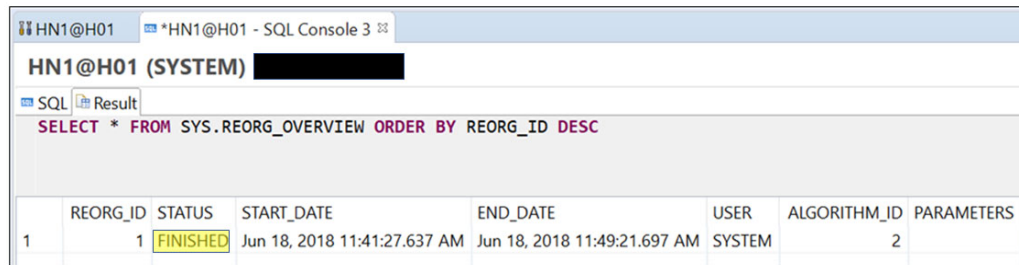 HN1@H01 *HN1@H01 - SQL Console 3
HN1@H01 (SYSTEM)
SQL Result
SELECT * FROM SYS.REORG_OVERVIEW ORDER BY REORG_ID DESC
REORG_ID STATUS START_DATE END_DATE USER ALGORITHM_ID PARAMETERS
1 1 FINISHED Jun 18, 2018 11:41:27.637 AM Jun 18, 2018 11:49:21.697 AM SYSTEM 2